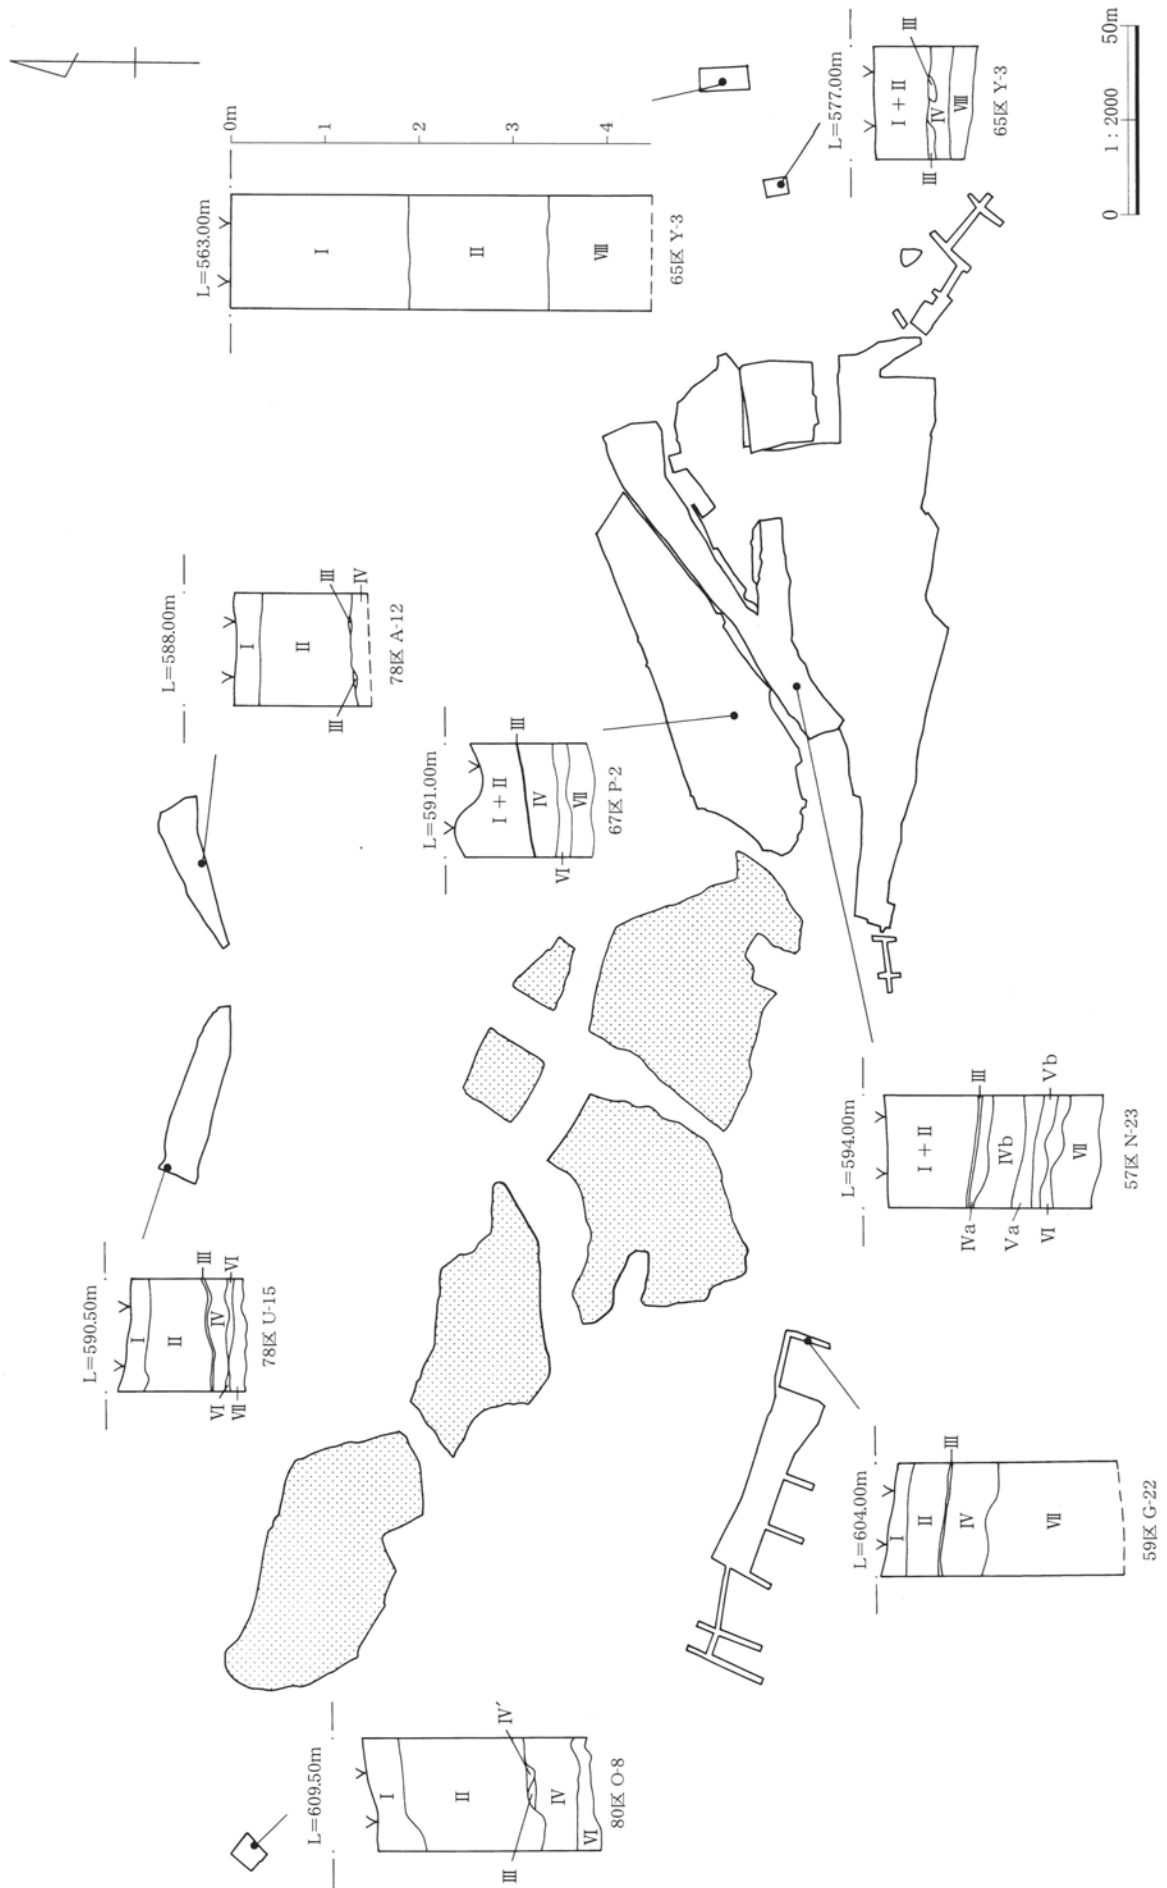 0m
1
2
3
4
L=563.00m
I
II
VIII
65区 Y-3
L=577.00m
III
I + II
IV
VIII
III
65区 Y-3
0
1 : 2000
50m
L=588.00m
I
II
III
III
IV
78区 A-12
L=591.00m
I + II
III
IV
VI
VII
67区 P-2
L=590.50m
I
II
III
IV
VI
VI
VII
78区 U-15
L=594.00m
I + II
III
IVa
IVb
Va
Vb
VI
VII
57区 N-23
L=604.00m
I
II
III
IV
VII
59区 G-22
L=609.50m
I
II
III
IV′
IV
VI
80区 O-8